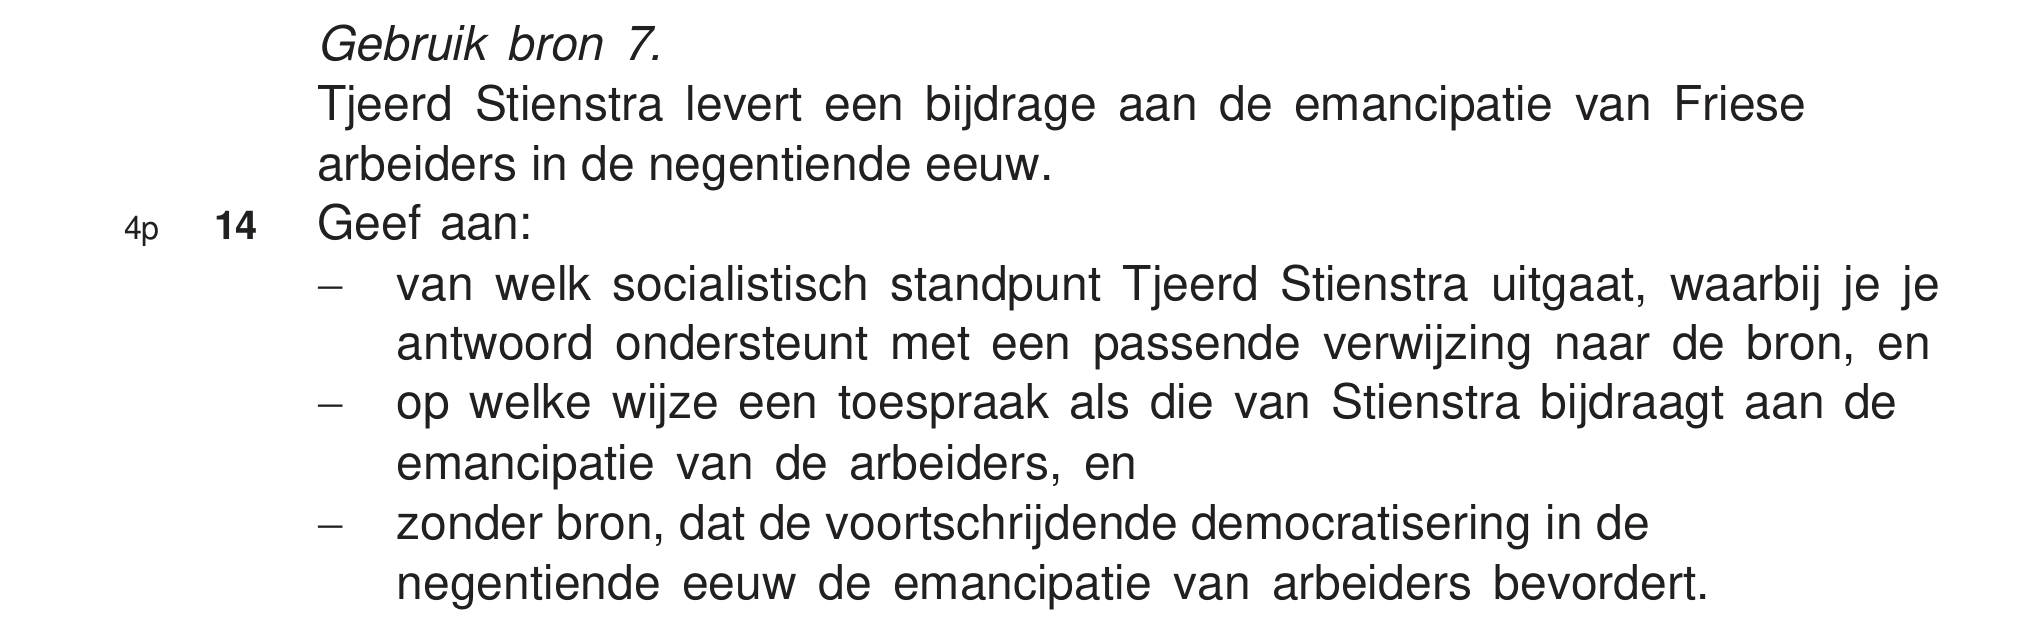 Gebruik bron 7.
Tjeerd Stienstra levert een bijdrage aan de emancipatie van Friese
arbeiders in de negentiende eeuw.
4p 14 Geef aan:
– van welk socialistisch standpunt Tjeerd Stienstra uitgaat, waarbij je je
antwoord ondersteunt met een passende verwijzing naar de bron, en
– op welke wijze een toespraak als die van Stienstra bijdraagt aan de
emancipatie van de arbeiders, en
– zonder bron, dat de voortschrijdende democratisering in de
negentiende eeuw de emancipatie van arbeiders bevordert.